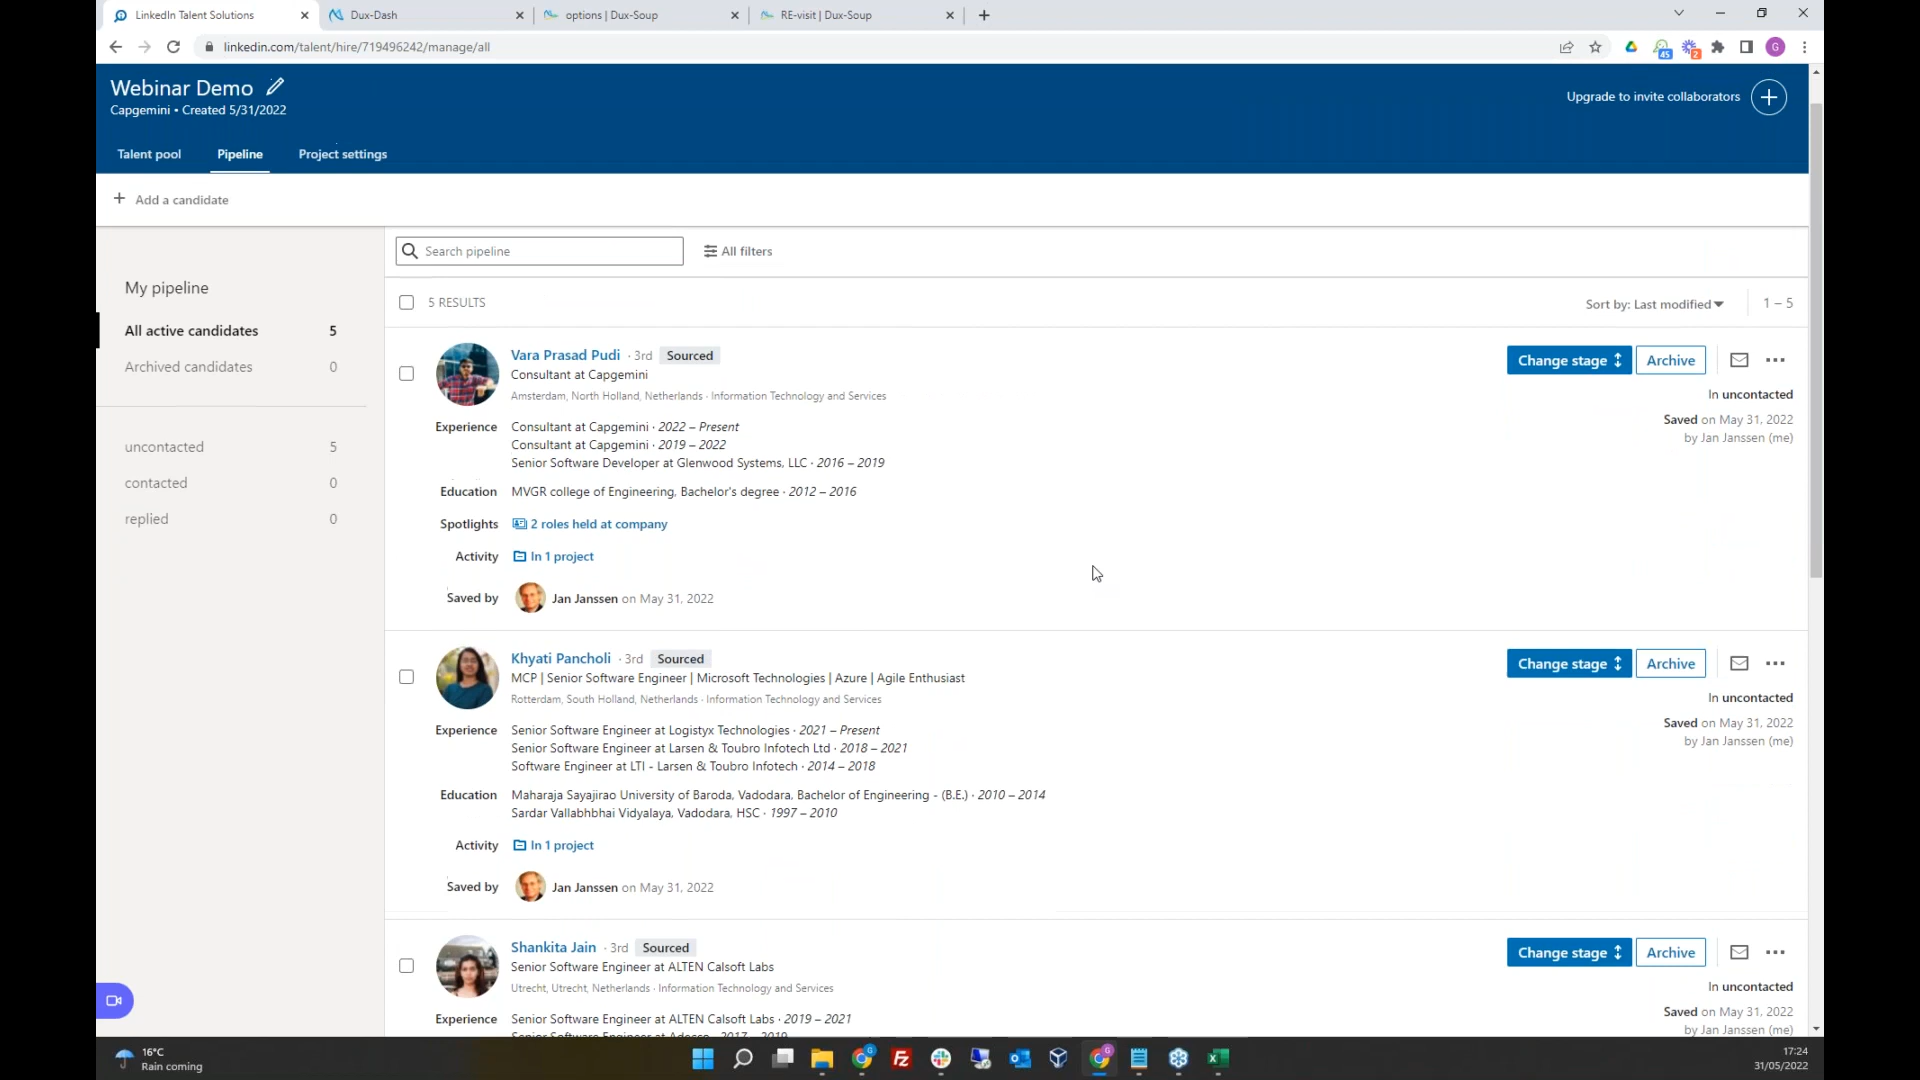 LinkedIn Talent Solutions
Dux-Dash
options | Dux-Soup
RE-visit | Dux-Soup
linkedin.com/talent/hire/719496242/manage/all
45
2
G
Webinar Demo
Capgemini • Created 5/31/2022
Upgrade to invite collaborators
Talent pool
Pipeline
Project settings
Add a candidate
My pipeline
All active candidates 5
Archived candidates 0
uncontacted 5
contacted 0
replied 0
Search pipeline
All filters
5 RESULTS
Sort by: Last modified
1 – 5
Vara Prasad Pudi · 3rd Sourced
Consultant at Capgemini
Amsterdam, North Holland, Netherlands · Information Technology and Services
Experience Consultant at Capgemini · 2022 – Present
Consultant at Capgemini · 2019 – 2022
Senior Software Developer at Glenwood Systems, LLC · 2016 – 2019
Education MVGR college of Engineering, Bachelor's degree · 2012 – 2016
Spotlights 2 roles held at company
Activity In 1 project
Saved by Jan Janssen on May 31, 2022
Change stage
Archive
In uncontacted
Saved on May 31, 2022
by Jan Janssen (me)
Khyati Pancholi · 3rd Sourced
MCP | Senior Software Engineer | Microsoft Technologies | Azure | Agile Enthusiast
Rotterdam, South Holland, Netherlands · Information Technology and Services
Experience Senior Software Engineer at Logistyx Technologies · 2021 – Present
Senior Software Engineer at Larsen & Toubro Infotech Ltd · 2018 – 2021
Software Engineer at LTI - Larsen & Toubro Infotech · 2014 – 2018
Education Maharaja Sayajirao University of Baroda, Vadodara, Bachelor of Engineering - (B.E.) · 2010 – 2014
Sardar Vallabhbhai Vidyalaya, Vadodara, HSC · 1997 – 2010
Activity In 1 project
Saved by Jan Janssen on May 31, 2022
Change stage
Archive
In uncontacted
Saved on May 31, 2022
by Jan Janssen (me)
Shankita Jain · 3rd Sourced
Senior Software Engineer at ALTEN Calsoft Labs
Utrecht, Utrecht, Netherlands · Information Technology and Services
Experience Senior Software Engineer at ALTEN Calsoft Labs · 2019 – 2021
Senior Software Engineer at Adecco · 2017 – 2019
Change stage
Archive
In uncontacted
Saved on May 31, 2022
by Jan Janssen (me)
16°C
Rain coming
17:24
31/05/2022